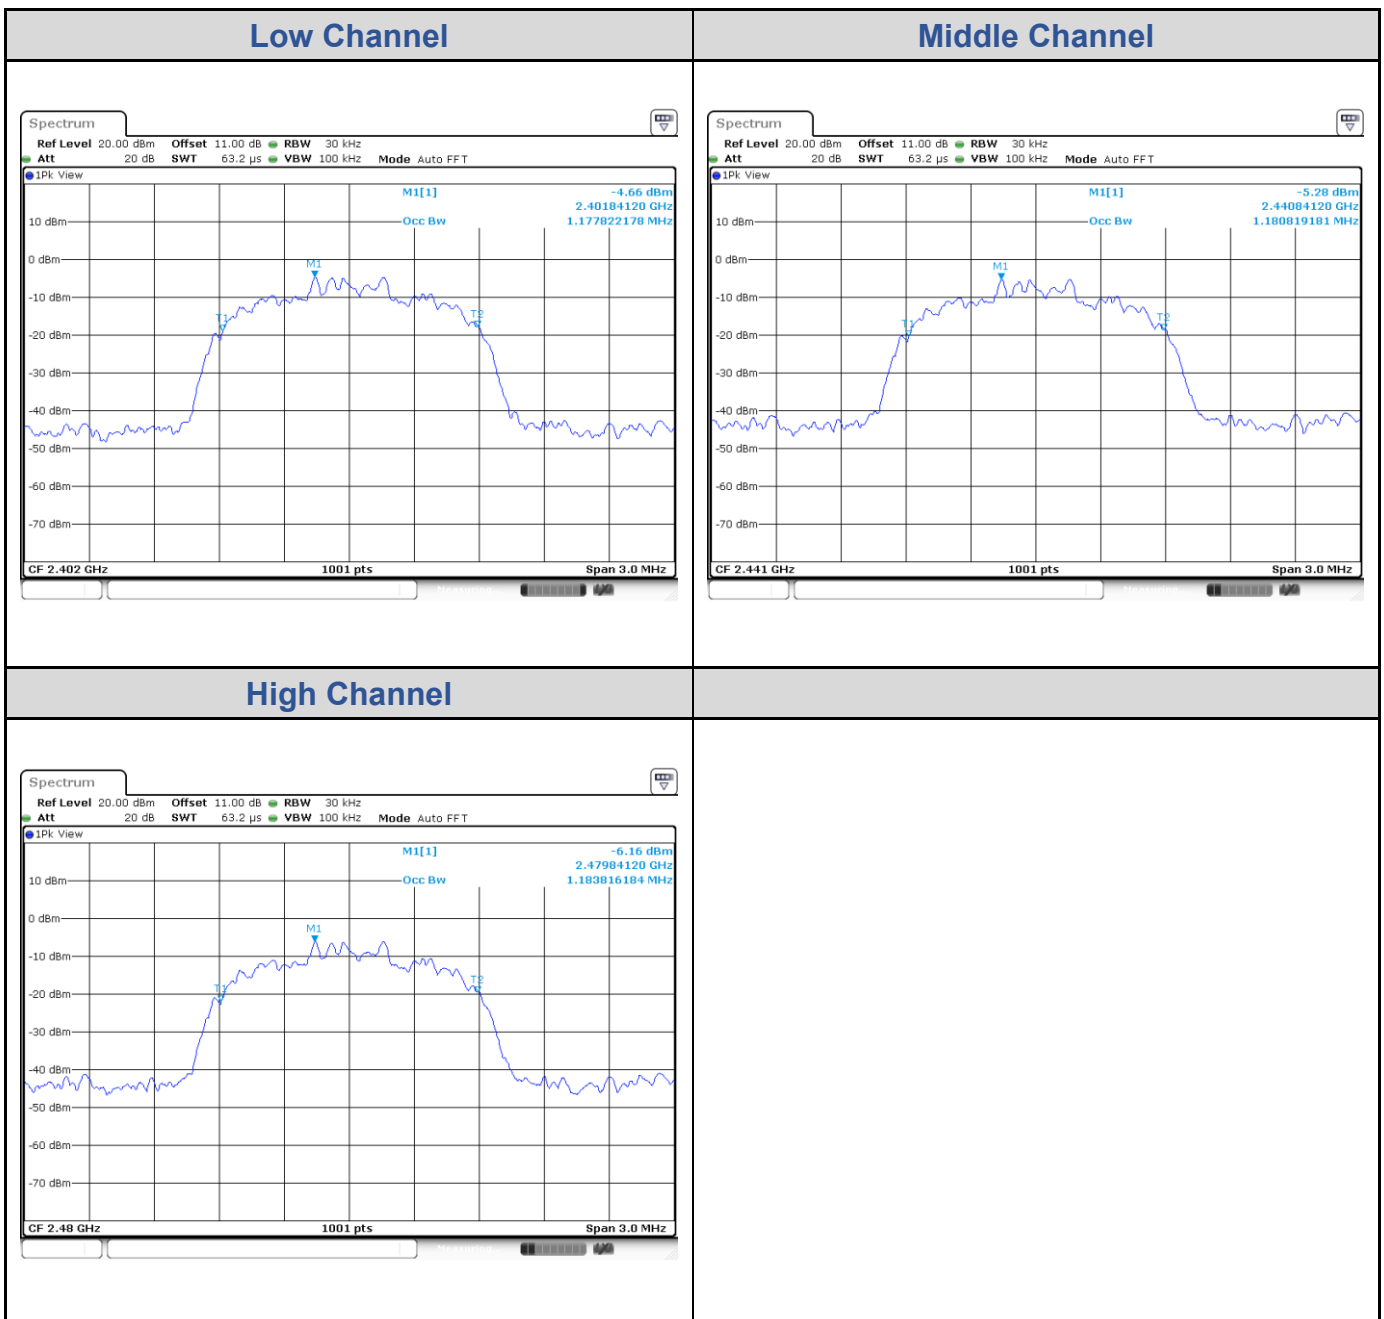 Low Channel
Middle Channel
Spectrum
Ref Level 20.00 dBm Offset 11.00 dB RBW 30 kHz
Att 20 dB SWT 63.2 µs VBW 100 kHz Mode Auto FFT
1Pk View
M1[1] -4.66 dBm
2.40184120 GHz
Occ Bw 1.177822178 MHz
10 dBm
0 dBm
M1
-10 dBm
T1
T2
-20 dBm
-30 dBm
-40 dBm
-50 dBm
-60 dBm
-70 dBm
CF 2.402 GHz 1001 pts Span 3.0 MHz
Measuring...
Spectrum
Ref Level 20.00 dBm Offset 11.00 dB RBW 30 kHz
Att 20 dB SWT 63.2 µs VBW 100 kHz Mode Auto FFT
1Pk View
M1[1] -5.28 dBm
2.44084120 GHz
Occ Bw 1.180819181 MHz
10 dBm
0 dBm
M1
-10 dBm
T1
T2
-20 dBm
-30 dBm
-40 dBm
-50 dBm
-60 dBm
-70 dBm
CF 2.441 GHz 1001 pts Span 3.0 MHz
Measuring...
High Channel
Spectrum
Ref Level 20.00 dBm Offset 11.00 dB RBW 30 kHz
Att 20 dB SWT 63.2 µs VBW 100 kHz Mode Auto FFT
1Pk View
M1[1] -6.16 dBm
2.47984120 GHz
Occ Bw 1.183816184 MHz
10 dBm
0 dBm
M1
-10 dBm
T1
T2
-20 dBm
-30 dBm
-40 dBm
-50 dBm
-60 dBm
-70 dBm
CF 2.48 GHz 1001 pts Span 3.0 MHz
Measuring...